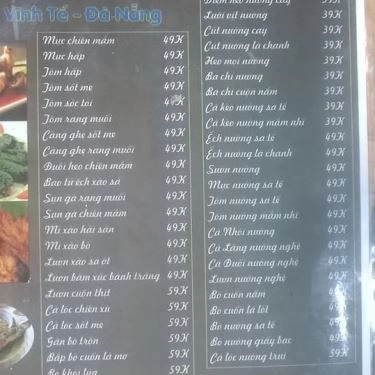 Vĩnh Tế - Đà Nẵng
Mực chiên mắm 49K
Mực hấp 49K
Tôm hấp 49K
Tôm sốt me 49K
Tôm sóc tỏi
Tôm rang muối 49K
Càng ghẹ sốt me 49K
Càng ghẹ rang muối 49K
Đuôi heo chiên mắm 49K
Bao tử ếch xào sả 49K
Sụn gà rang muối 49K
Sụn gà chiên mắm 49K
Mì xào hải sản 49K
Mì xào bò 49K
Lươn xào sả ớt 49K
Lươn bằm xúc bánh tráng 49K
Lươn cuộn thịt 59K
Cá lóc chiên xù 59K
Cá lóc sốt me 59K
Gân bò trộn 59K
Bắp bò cuốn lá mơ 59K
nướng cay 39K
Lưỡi vịt nướng 39K
Cút nướng cay 39K
Cút nướng lá chanh 39K
Heo mọi nướng 39K
Ba chỉ nướng 39K
Ba chỉ cuốn nấm 39K
Cá kèo nướng sa tế 39K
Cá kèo nướng mắm nhĩ 39K
Ếch nướng sa tế 49K
Ếch nướng lá chanh 49K
Sườn nướng 49K
Mực nướng sa tế 49K
Tôm nướng sa tế 49K
Tôm nướng mắm nhĩ 49K
Cá Nhồi nướng 49K
Cá Lăng nướng nghệ 49K
Cá Đuối nướng nghệ 49K
Lươn nướng nghệ 49K
Bò cuốn nấm 49K
Bò cuốn lá lốt 49K
Bò nướng sa tế 49K
Bò nướng giấy bạc 49K
Cá lóc nướng trui 49K